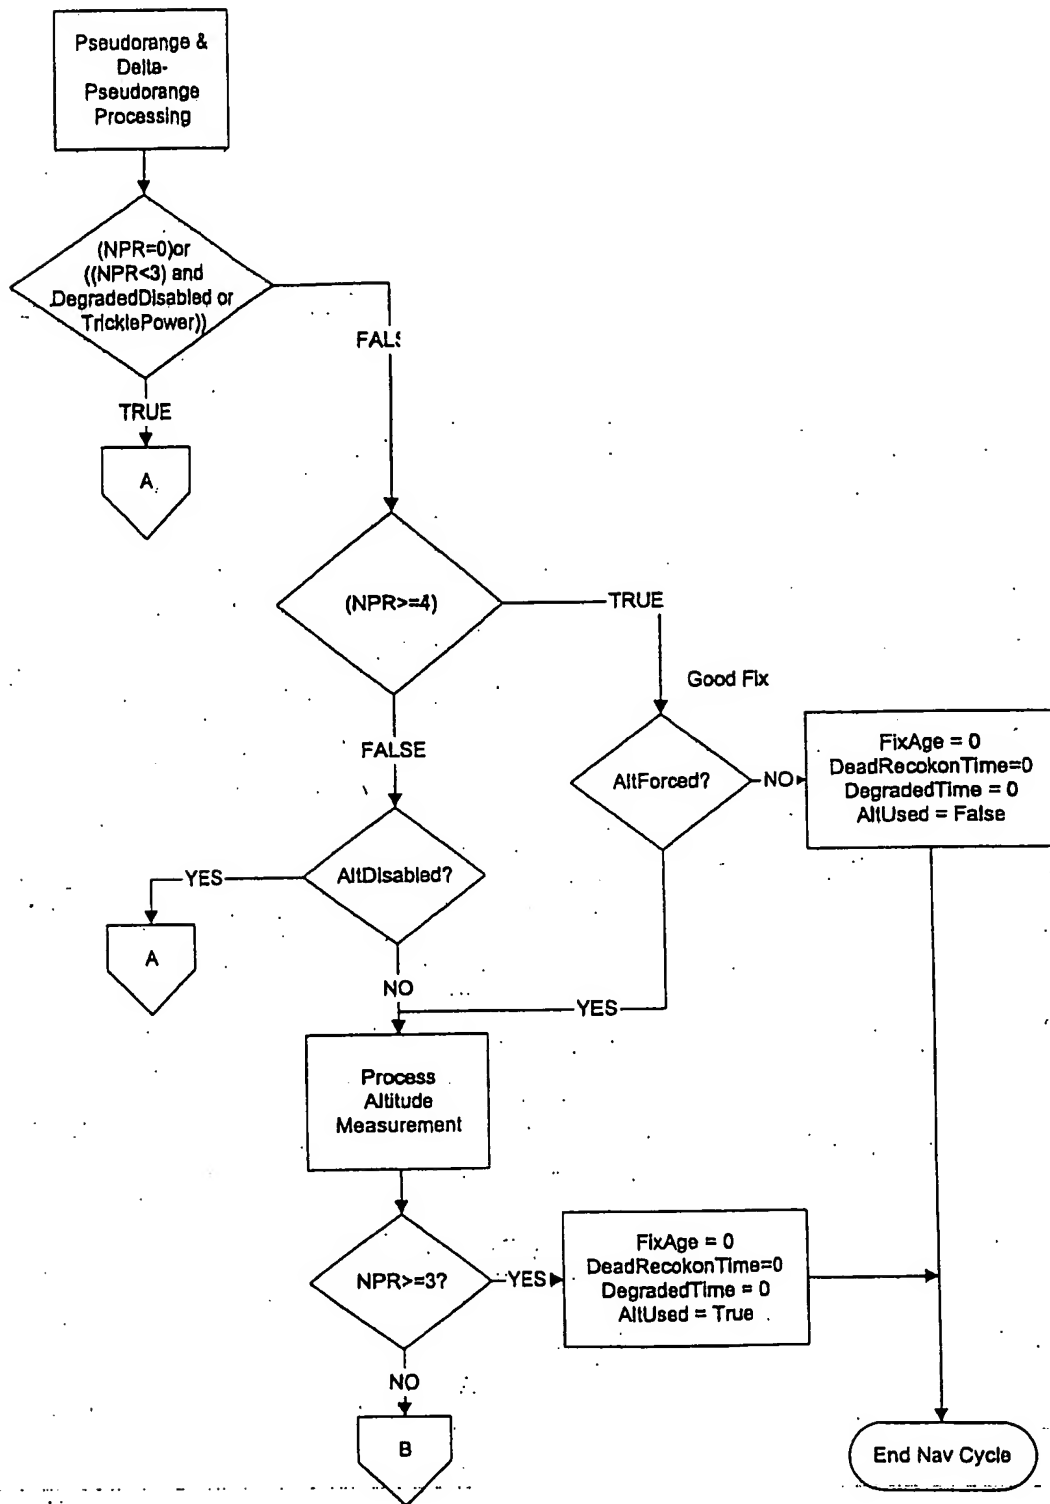 Pseudorange &
Delta-
Pseudorange
Processing
(NPR=0)or
((NPR<3) and
DegradedDisabled or
TricklePower))
FALS
TRUE
A
(NPR>=4)
TRUE
Good Fix
FALSE
AltForced?
NO
FixAge = 0
DeadRecokonTime=0
DegradedTime = 0
AltUsed = False
YES
AltDisabled?
A
NO
YES
Process
Altitude
Measurement
NPR>=3?
YES
FixAge = 0
DeadRecokonTime=0
DegradedTime = 0
AltUsed = True
NO
B
End Nav Cycle